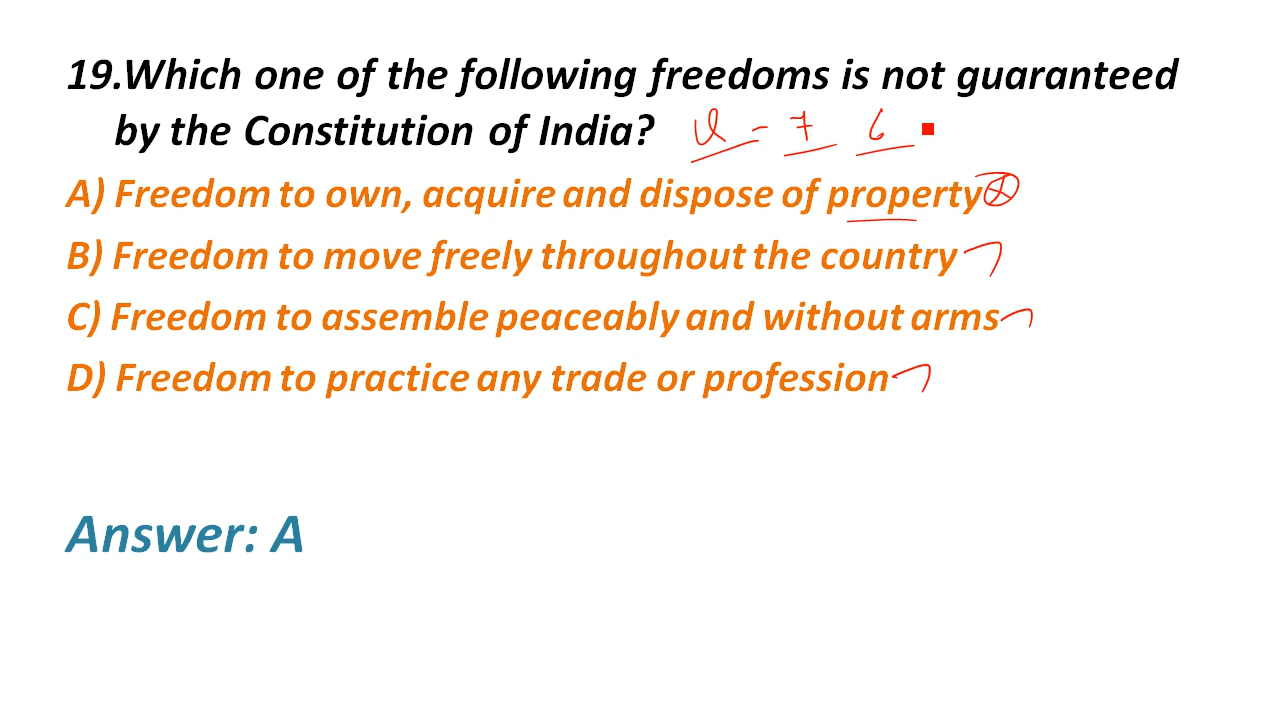 19.Which one of the following freedoms is not guaranteed
by the Constitution of India? = 7 6
A) Freedom to own, acquire and dispose of property
B) Freedom to move freely throughout the country
C) Freedom to assemble peaceably and without arms
D) Freedom to practice any trade or profession
Answer: A